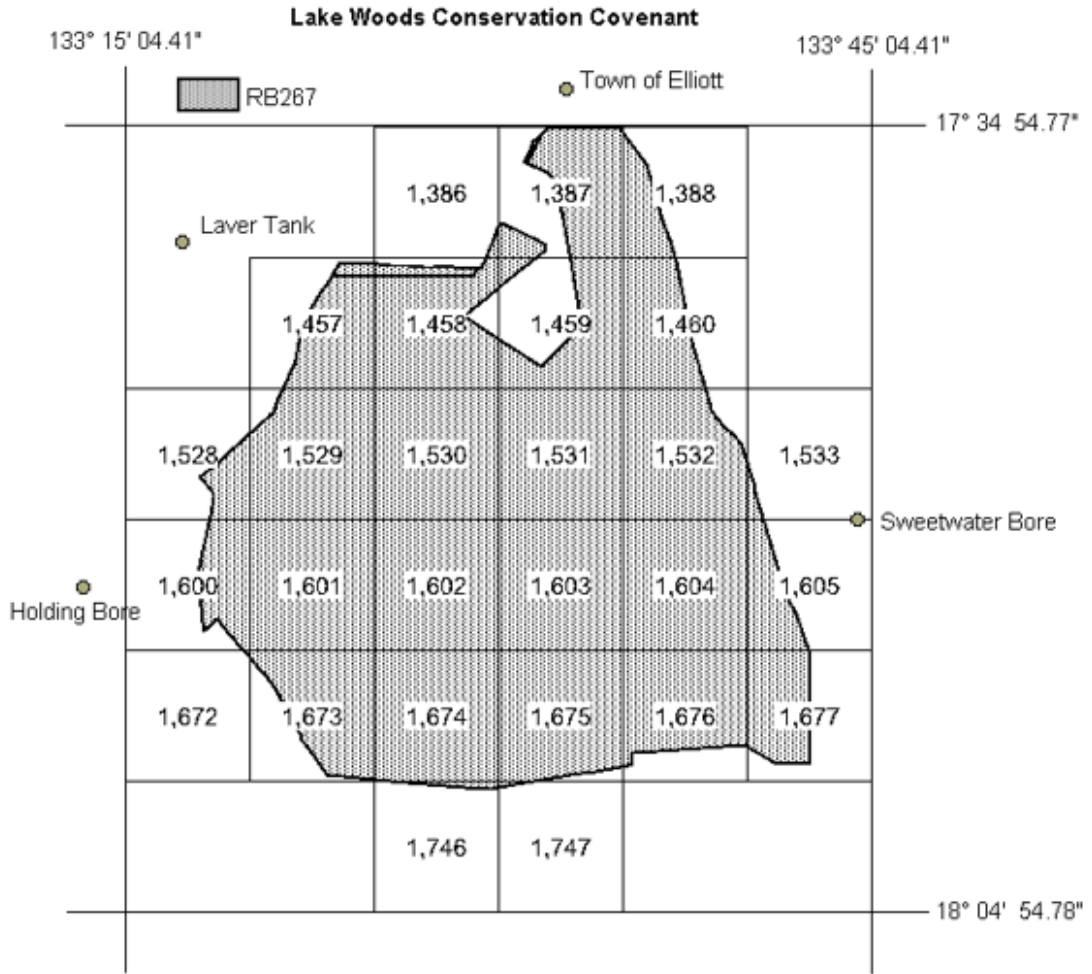 Lake Woods Conservation Covenant
133° 15' 04.41"
133° 45' 04.41"
RB267
Town of Elliott
17° 34 54.77"
1,386
1,387
1,388
Laver Tank
1,457
1,458
1,459
1,460
1,528
1,529
1,530
1,531
1,532
1,533
Sweetwater Bore
1,600
1,601
1,602
1,603
1,604
1,605
Holding Bore
1,672
1,673
1,674
1,675
1,676
1,677
1,746
1,747
18° 04' 54.78"